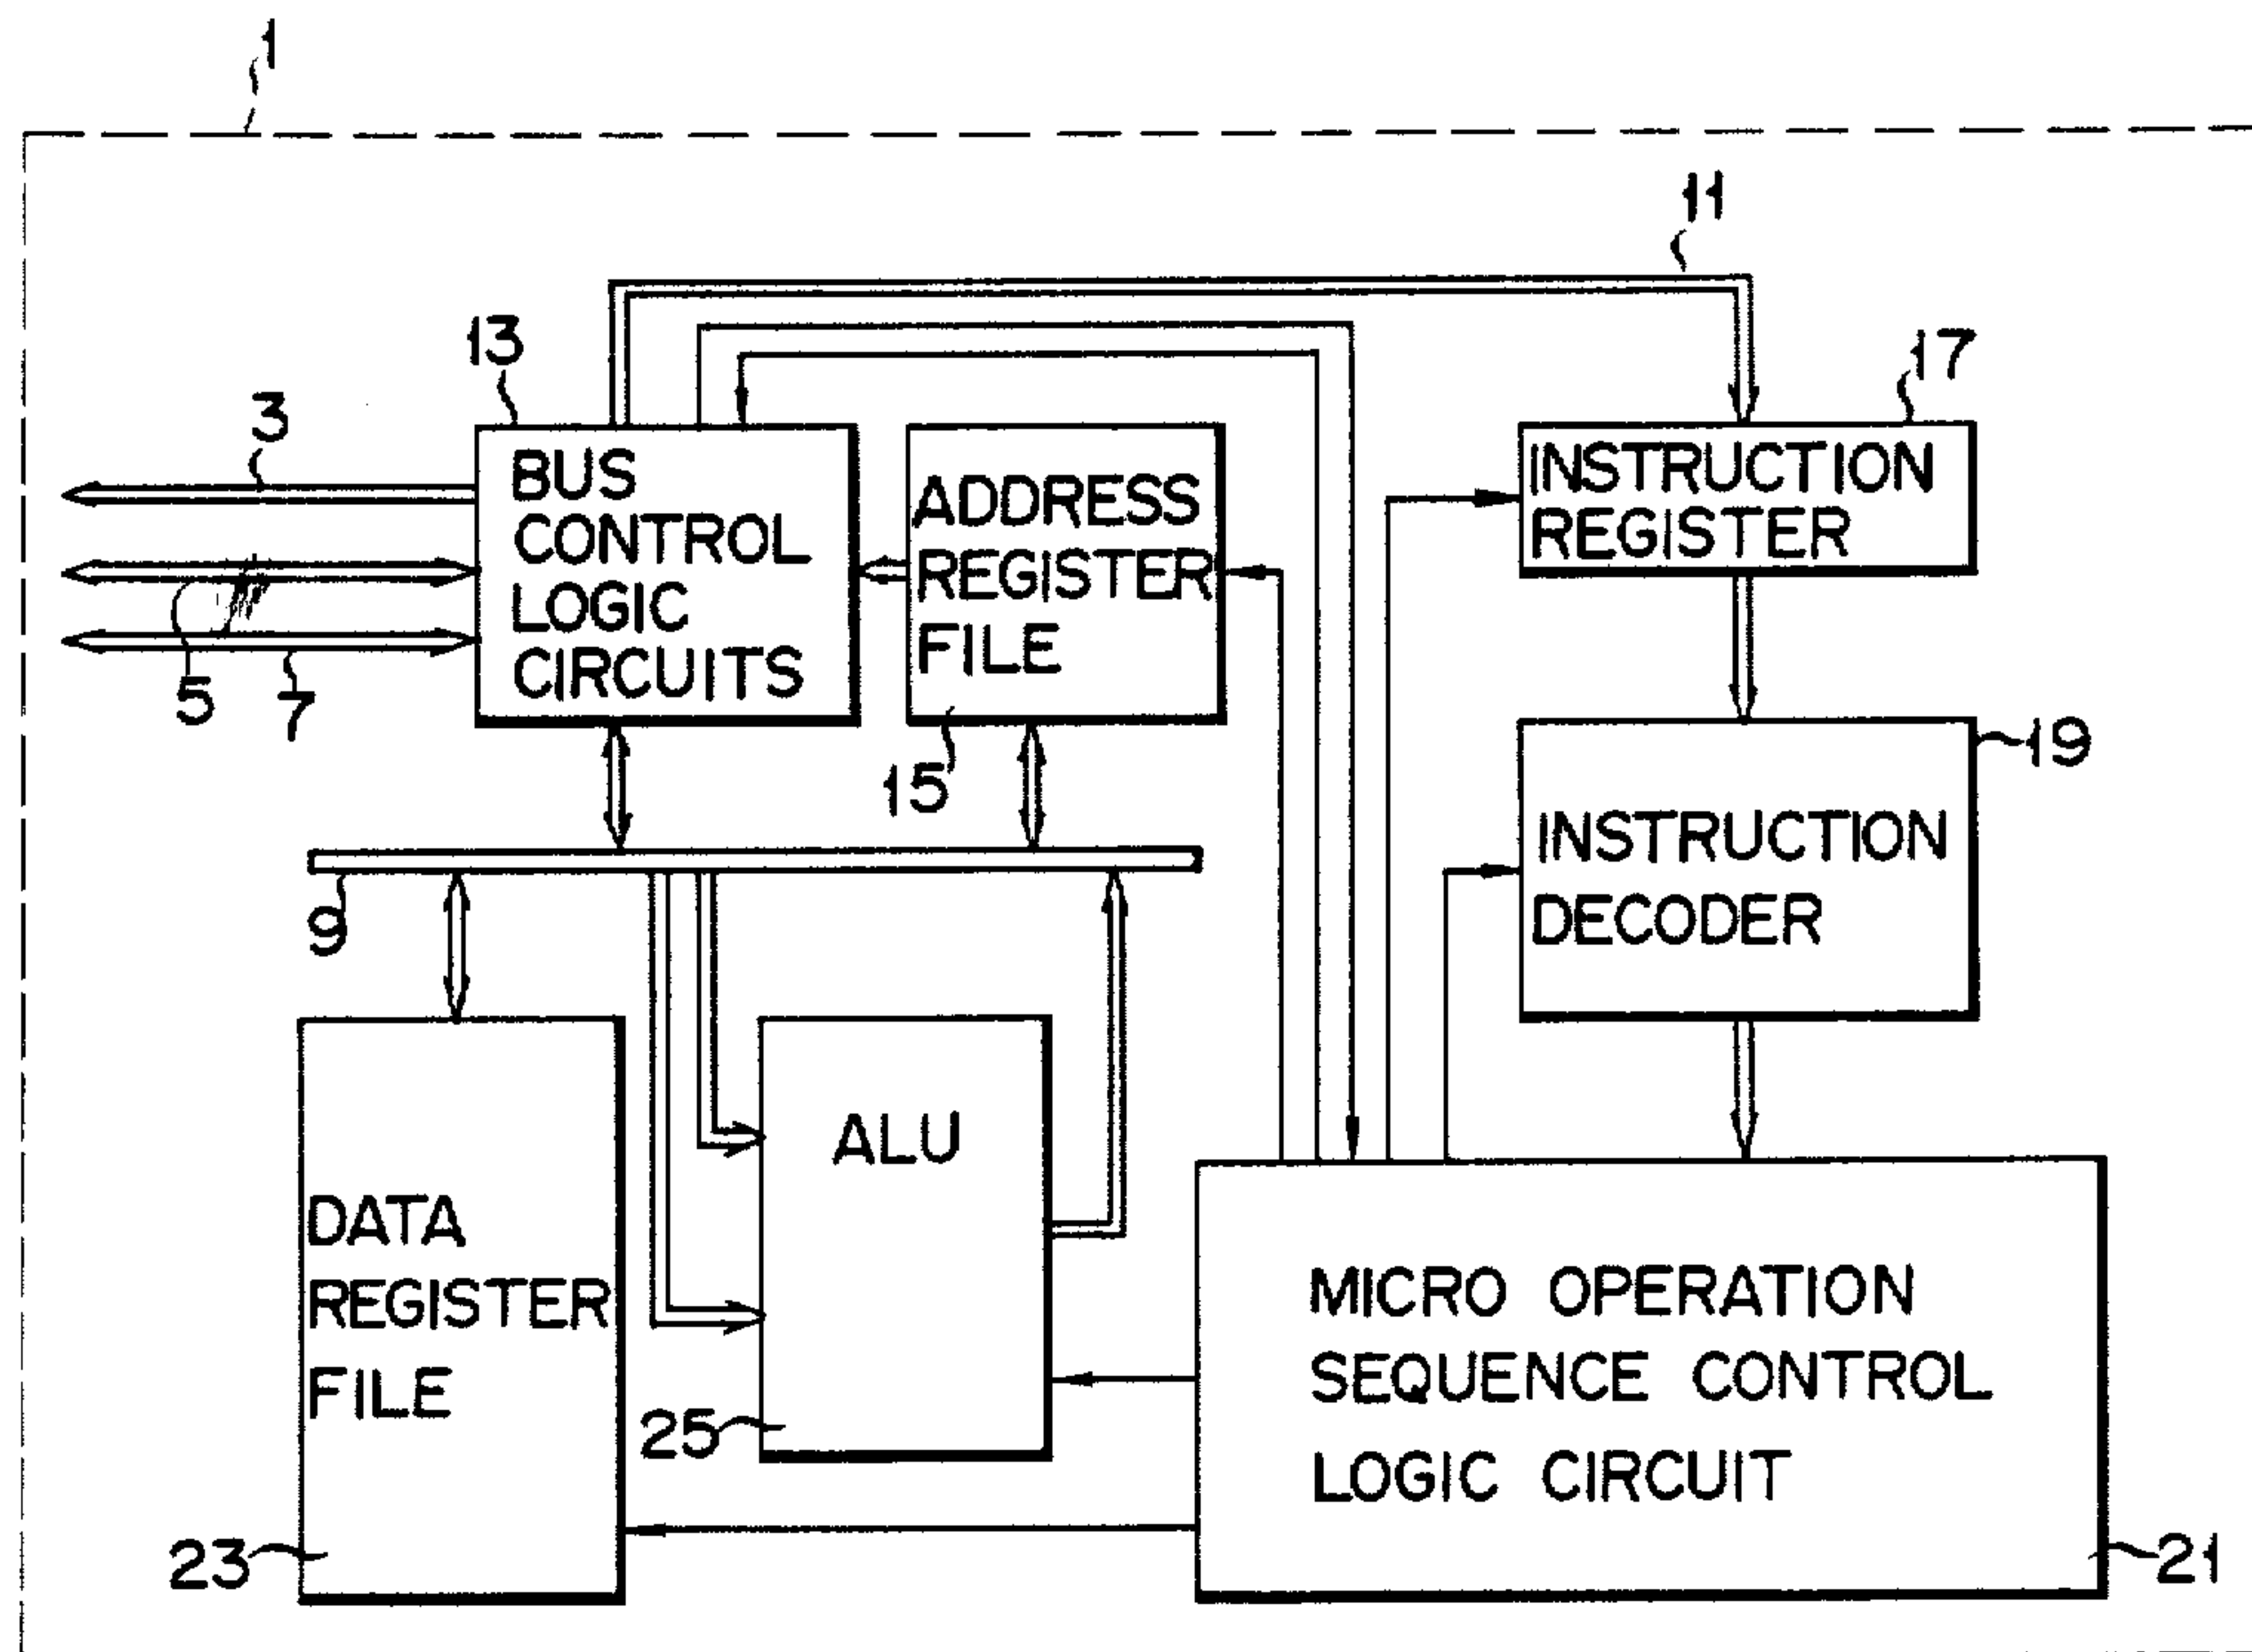 1
11
13
17
3
BUS
CONTROL
LOGIC
CIRCUITS
ADDRESS
REGISTER
FILE
INSTRUCTION
REGISTER
5
7
15
19
INSTRUCTION
DECODER
9
ALU
DATA
REGISTER
FILE
25
MICRO OPERATION
SEQUENCE CONTROL
LOGIC CIRCUIT
23
21